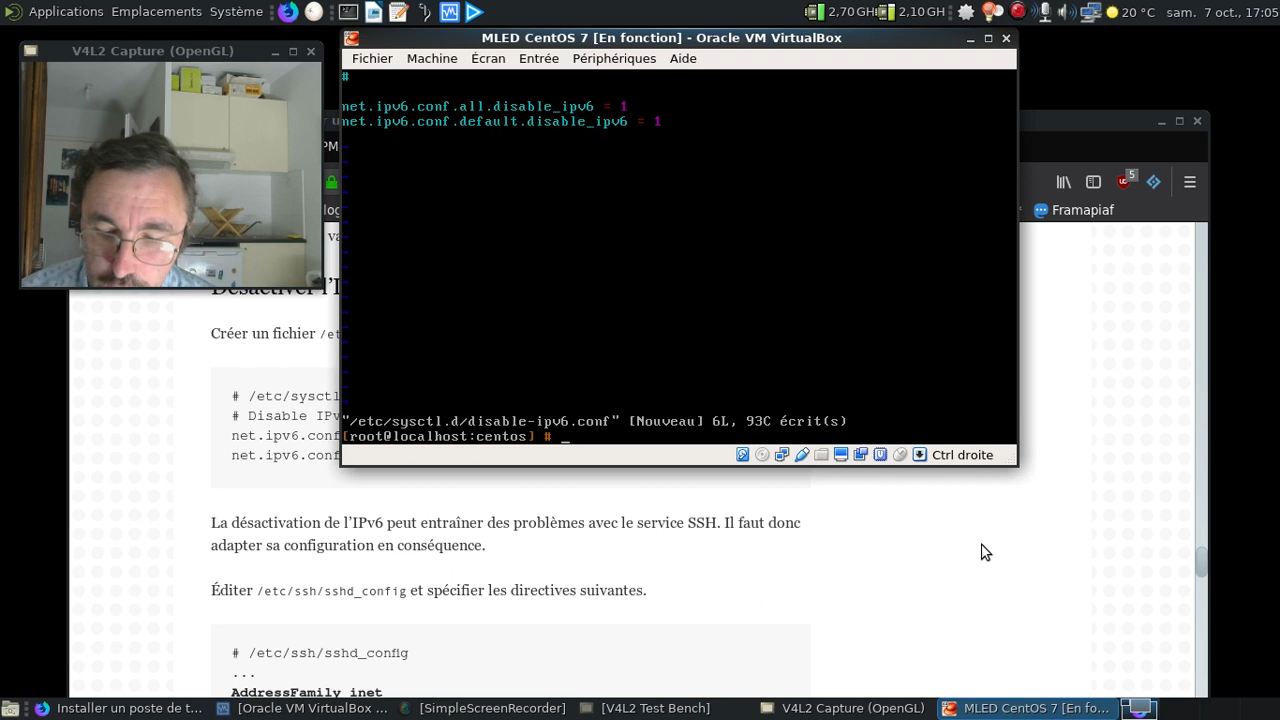 Applications Emplacements Système
2,70 GH 2,10 GH 20 °C sam. 7 oct., 17:05
V4L2 Capture (OpenGL)
MLED CentOS 7 [En fonction] - Oracle VM VirtualBox
Fichier Machine Écran Entrée Périphériques Aide
#
net.ipv6.conf.all.disable_ipv6 = 1
net.ipv6.conf.default.disable_ipv6 = 1
~
"/etc/sysctl.d/disable-ipv6.conf" [Nouveau] 6L, 93C écrit(s)
[root@localhost:centos] # _
Ctrl droite
5
Framapiaf
Désactiver l'I
Créer un fichier /et
# /etc/sysctl
# Disable IPv
net.ipv6.conf
net.ipv6.conf
La désactivation de l'IPv6 peut entraîner des problèmes avec le service SSH. Il faut donc
adapter sa configuration en conséquence.
Éditer /etc/ssh/sshd_config et spécifier les directives suivantes.
# /etc/ssh/sshd_config
...
AddressFamily inet
Installer un poste de t... [Oracle VM VirtualBox ... [SimpleScreenRecorder] [V4L2 Test Bench] V4L2 Capture (OpenGL) MLED CentOS 7 [En fo...